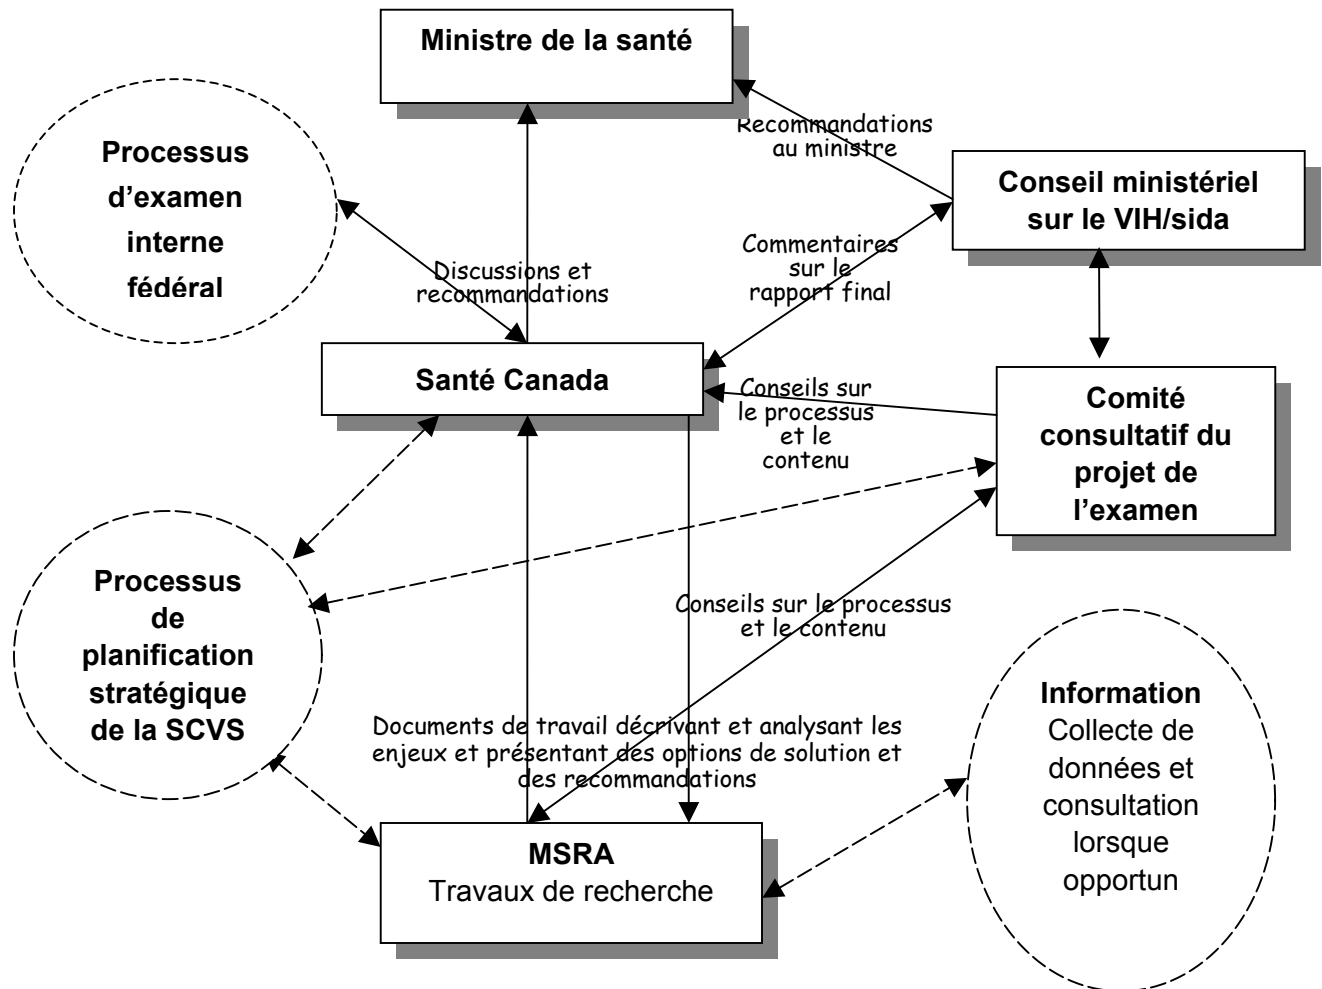 Ministre de la santé
Processus
d’examen
interne
fédéral
Recommandations
au ministre
Conseil ministériel
sur le VIH/sida
Discussions et
recommandations
Commentaires
sur le
rapport final
Santé Canada
Conseils sur
le processus
et le
contenu
Comité
consultatif du
projet de
l’examen
Processus
de
planification
stratégique
de la SCVS
Conseils sur le processus
et le contenu
Information
Collecte de
données et
consultation
lorsque
opportun
Documents de travail décrivant et analysant les
enjeux et présentant des options de solution et
des recommandations
MSRA
Travaux de recherche